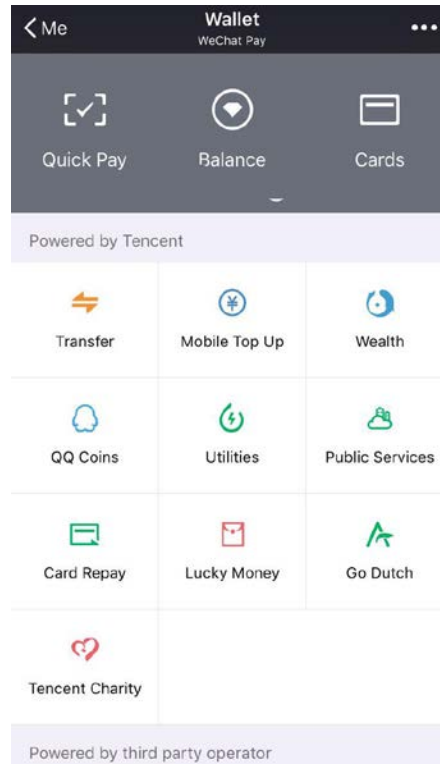 Me
Wallet
WeChat Pay
Quick Pay
Balance
Cards
Powered by Tencent
Transfer
Mobile Top Up
Wealth
QQ Coins
Utilities
Public Services
Card Repay
Lucky Money
Go Dutch
Tencent Charity
Powered by third party operator